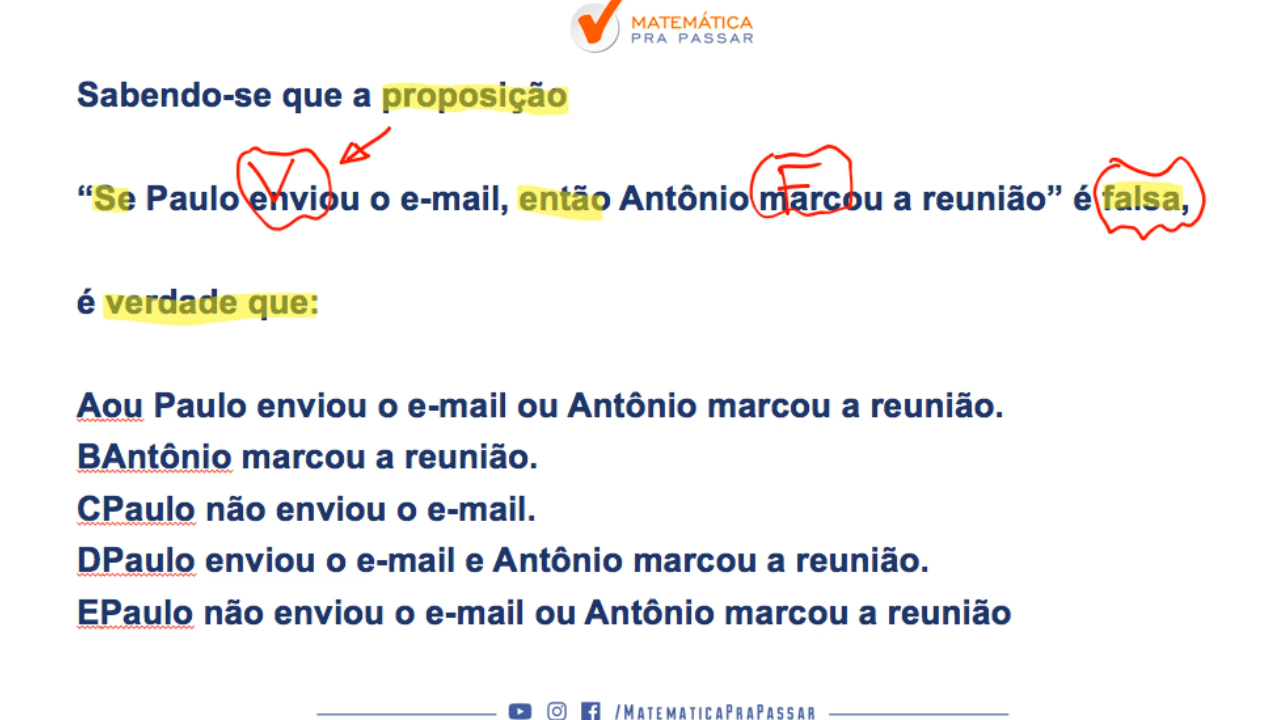 MATEMÁTICA
PRA PASSAR
Sabendo-se que a proposição
V
F
“Se Paulo enviou o e-mail, então Antônio marcou a reunião” é falsa,
é verdade que:
Aou Paulo enviou o e-mail ou Antônio marcou a reunião.
BAntônio marcou a reunião.
CPaulo não enviou o e-mail.
DPaulo enviou o e-mail e Antônio marcou a reunião.
EPaulo não enviou o e-mail ou Antônio marcou a reunião
/MATEMATICAPRAPASSAR